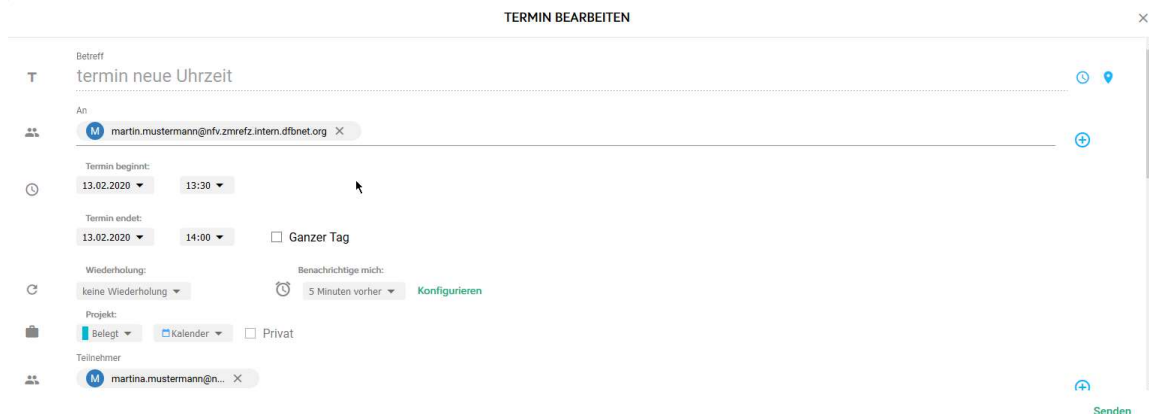 TERMIN BEARBEITEN
Betreff
termin neue Uhrzeit
An
M martin.mustermann@nfv.zmrefz.intern.dfbnet.org
Termin beginnt:
13.02.2020 13:30
Termin endet:
13.02.2020 14:00 Ganzer Tag
Wiederholung: Benachrichtige mich:
keine Wiederholung 5 Minuten vorher Konfigurieren
Projekt:
Belegt Kalender Privat
Teilnehmer
M martina.mustermann@n...
Senden